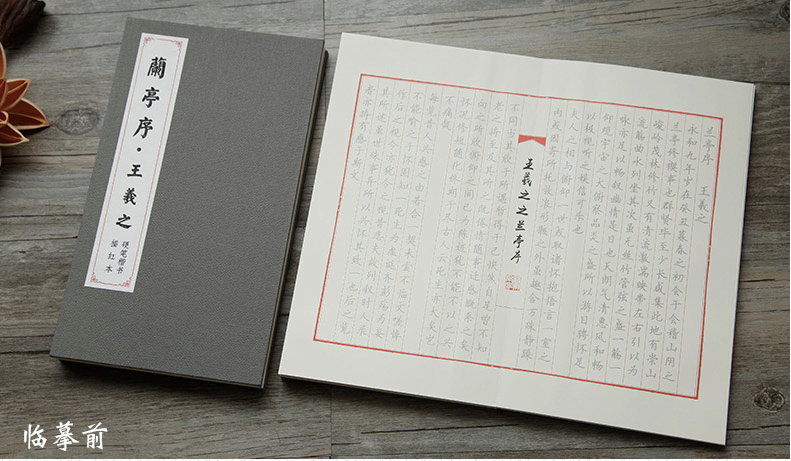 蘭亭序·王羲之
硬笔楷书
描红本
兰亭序 王羲之
永和九年岁在癸丑暮春之初会于会稽山阴之
兰亭修禊事也群贤毕至少长咸集此地有崇山
峻岭茂林修竹又有清流激湍映带左右引以为
流觞曲水列坐其次虽无丝竹管弦之盛一觞一
咏亦足以畅叙幽情是日也天朗气清惠风和畅
仰观宇宙之大俯察品类之盛所以游目骋怀足
以极视听之娱信可乐也
夫人之相与俯仰一世或取诸怀抱悟言一室之
内或因寄所托放浪形骸之外虽趣舍万殊静躁
王羲之之兰亭序
不同当其欣于所遇暂得于己快然自足曾不知
老之将至及其所之既倦情随事迁感慨系之矣
向之所欣俯仰之间已为陈迹犹不能不以之兴
怀况修短随化终期于尽古人云死生亦大矣岂
不痛哉
每览昔人兴感之由若合一契未尝不临文嗟悼
不能喻之于怀固知一死生为虚诞齐彭殇为妄
作后之视今亦犹今之视昔悲夫故列叙时人录
其所述虽世殊事异所以兴怀其致一也后之览
者亦将有感于斯文
临摹前